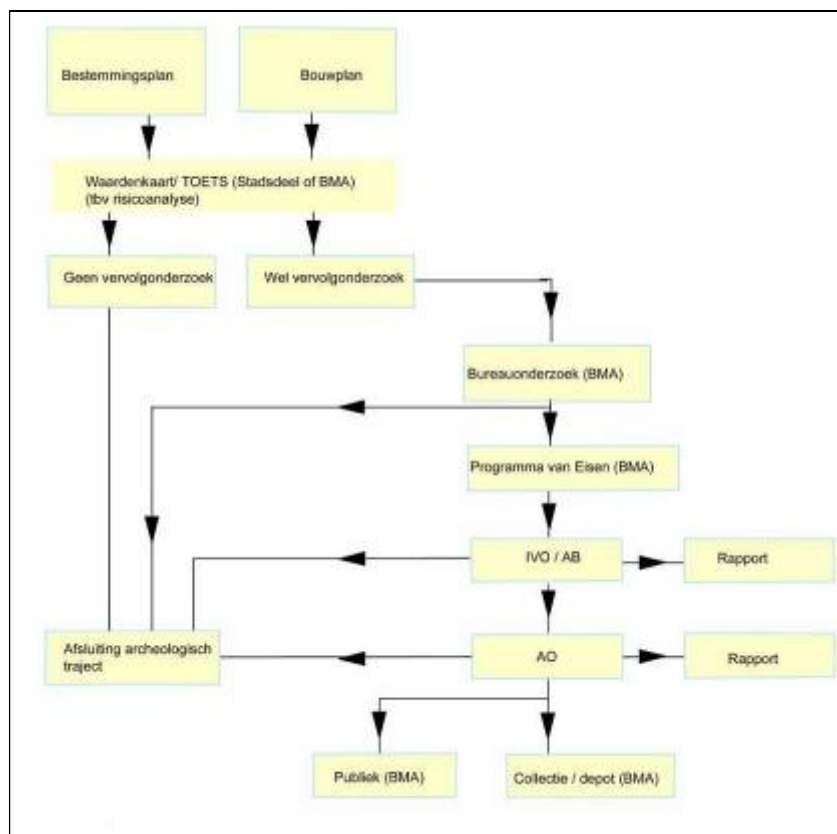 Bestemmingsplan
Bouwplan
Waardenkaart/ TOETS (Stadsdeel of BMA)
(tbv risicoanalyse)
Geen vervolgonderzoek
Wel vervolgonderzoek
Bureauonderzoek (BMA)
Programma van Eisen (BMA)
IVO / AB
Rapport
Afsluiting archeologisch
traject
AO
Rapport
Publiek (BMA)
Collectie / depot (BMA)